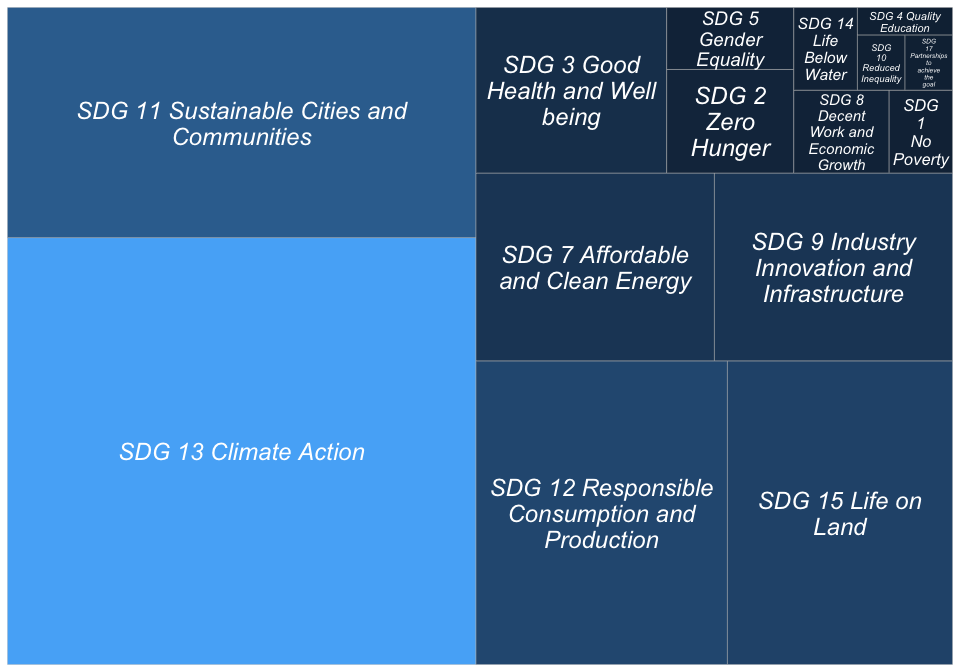 SDG 11 Sustainable Cities and
Communities
SDG 13 Climate Action
SDG 3 Good
Health and Well
being
SDG 5
Gender
Equality
SDG 2
Zero
Hunger
SDG 14
Life
Below
Water
SDG 4 Quality
Education
SDG
10
Reduced
Inequality
SDG
17
Partnerships
to
achieve
the
goal
SDG 8
Decent
Work and
Economic
Growth
SDG
1
No
Poverty
SDG 7 Affordable
and Clean Energy
SDG 9 Industry
Innovation and
Infrastructure
SDG 12 Responsible
Consumption and
Production
SDG 15 Life on
Land